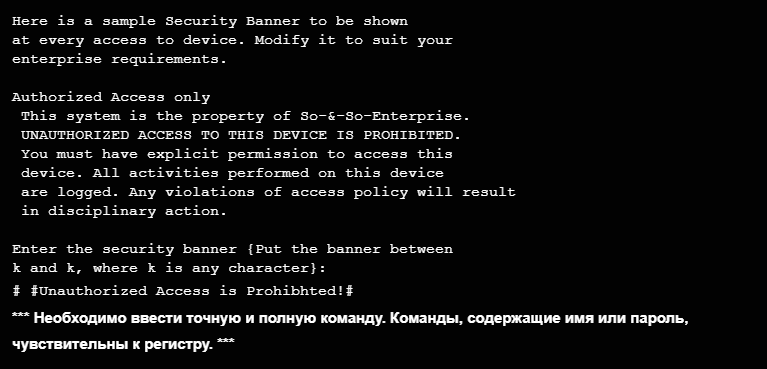 Here is a sample Security Banner to be shown
at every access to device. Modify it to suit your
enterprise requirements.
Authorized Access only
This system is the property of So-&-So-Enterprise.
UNAUTHORIZED ACCESS TO THIS DEVICE IS PROHIBITED.
You must have explicit permission to access this
device. All activities performed on this device
are logged. Any violations of access policy will result
in disciplinary action.
Enter the security banner {Put the banner between
k and k, where k is any character}:
# #Unauthorized Access is Prohibhted!#
*** Необходимо ввести точную и полную команду. Команды, содержащие имя или пароль,
чувствительны к регистру. ***